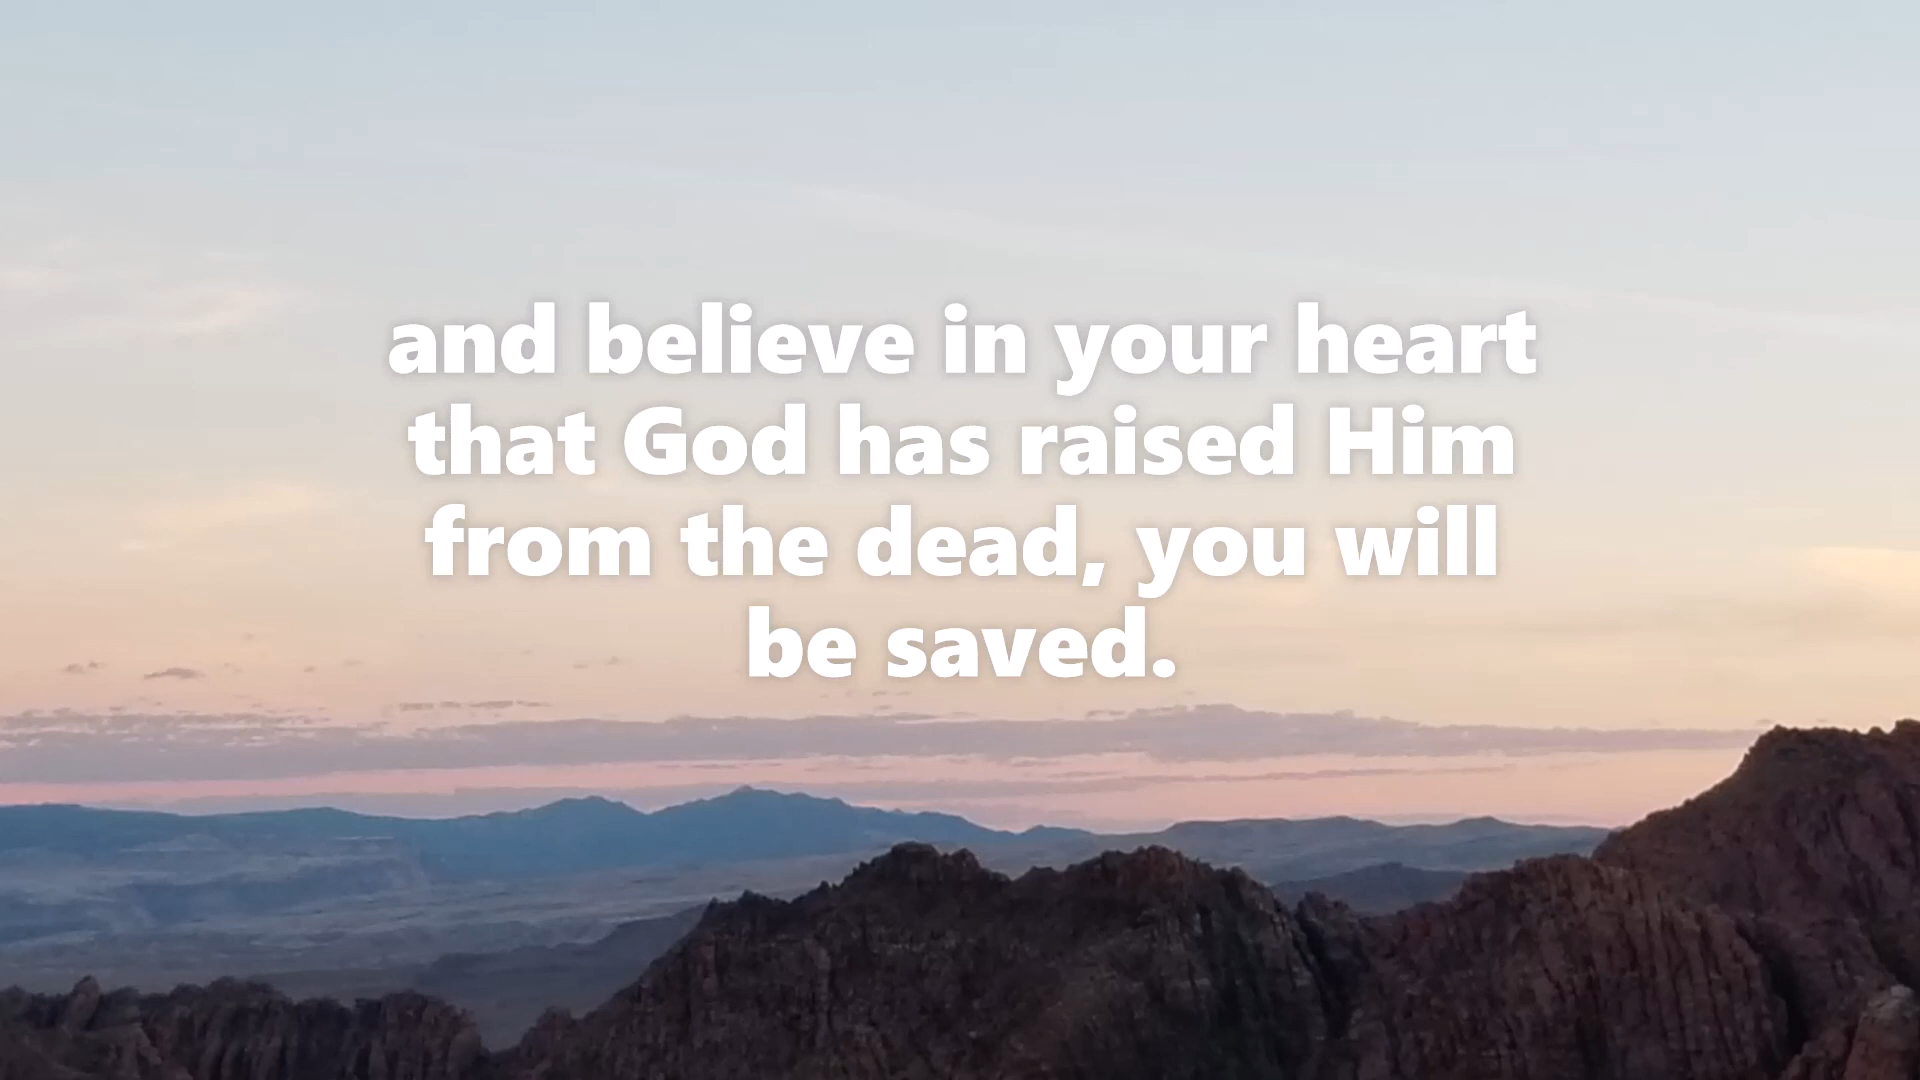 and believe in your heart
that God has raised Him
from the dead, you will
be saved.